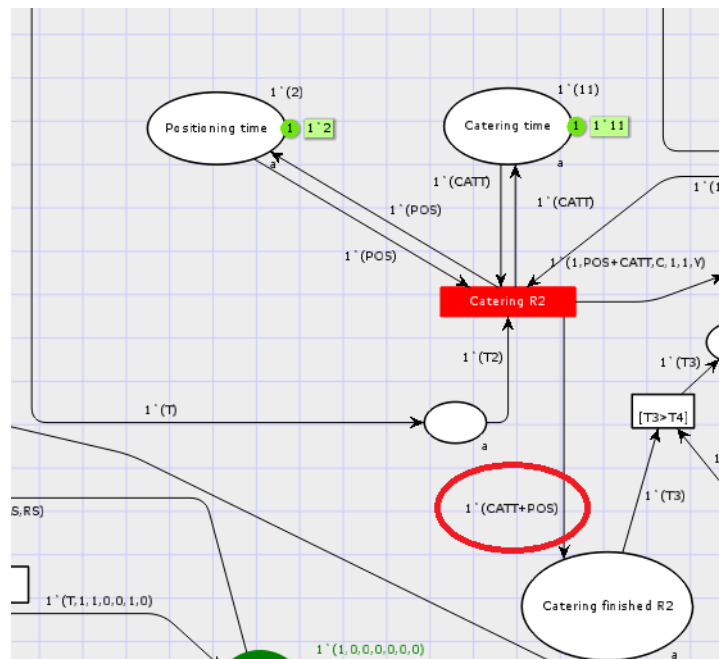 1`(2)
1`(11)
Positioning time
1
1`2
a
Catering time
1
1`11
a
1`(CATT)
1`(CATT)
1`(1
1`(POS)
1`(POS)
1`(1,POS+CATT,C,1,1,Y)
Catering R2
1`(T2)
1`(T3)
1`(T)
[T3>T4]
a
1
1`(T3)
1`(CATT+POS)
S,RS)
1`(T,1,1,0,0,1,0)
Catering finished R2
a
1`(1,0,0,0,0,0,0)